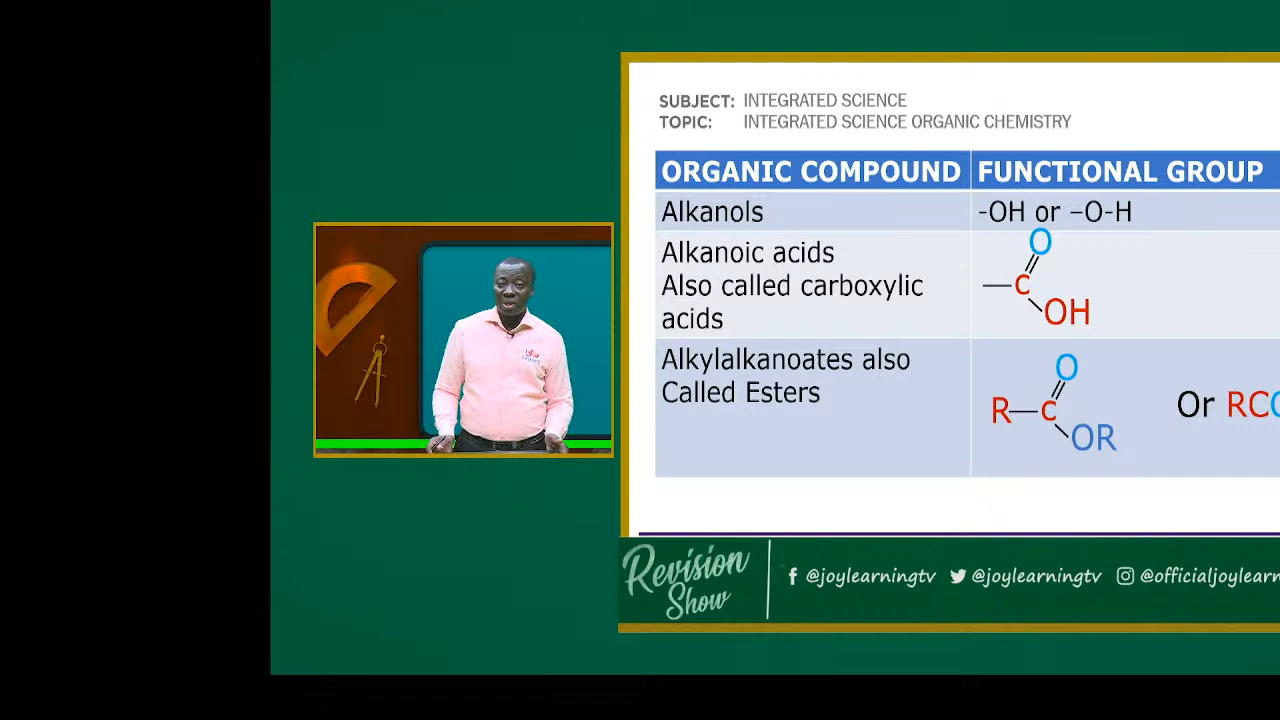 SUBJECT: INTEGRATED SCIENCE
TOPIC: INTEGRATED SCIENCE ORGANIC CHEMISTRY
ORGANIC COMPOUND FUNCTIONAL GROUP
Alkanols -OH or –O-H
Alkanoic acids
Also called carboxylic
acids
O
C
OH
Alkylalkanoates also
Called Esters
O
R C Or RC
OR
Revision
Show
@joylearningtv @joylearningtv @officialjoylearn